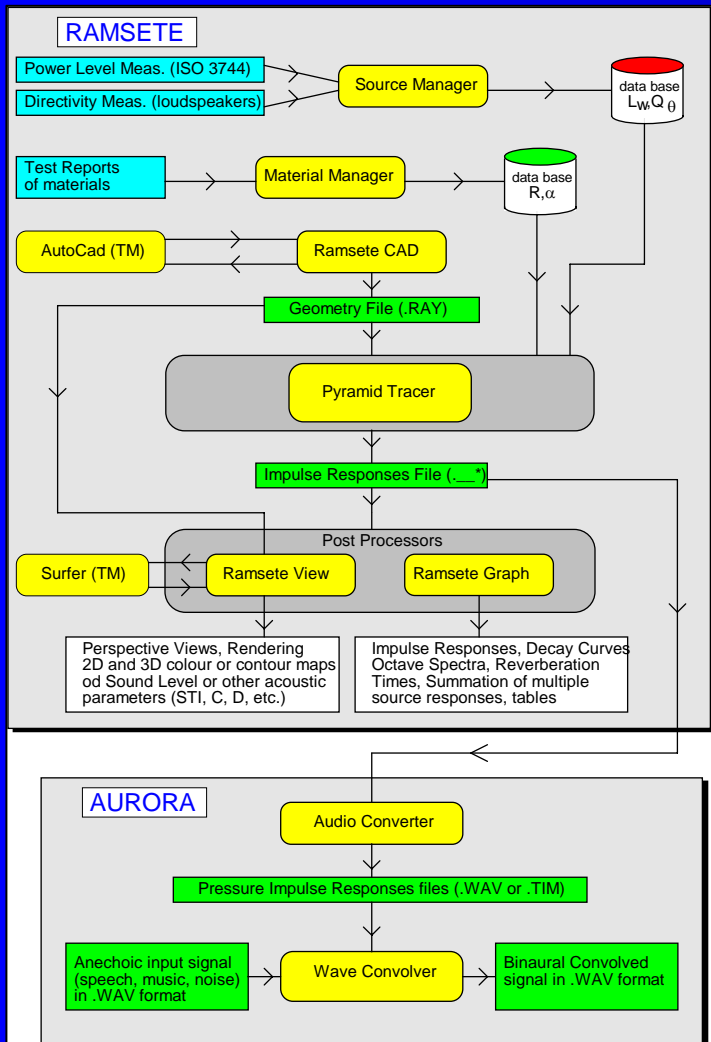 RAMSETE
Power Level Meas. (ISO 3744)
Directivity Meas. (loudspeakers)
Source Manager
data base
LW,Qθ
Test Reports
of materials
Material Manager
data base
R,α
AutoCad (TM)
Ramsete CAD
Geometry File (.RAY)
Pyramid Tracer
Impulse Responses File (.__*)
Post Processors
Surfer (TM)
Ramsete View
Ramsete Graph
Perspective Views, Rendering
2D and 3D colour or contour maps
od Sound Level or other acoustic
parameters (STI, C, D, etc.)
Impulse Responses, Decay Curves
Octave Spectra, Reverberation
Times, Summation of multiple
source responses, tables
AURORA
Audio Converter
Pressure Impulse Responses files (.WAV or .TIM)
Anechoic input signal
(speech, music, noise)
in .WAV format
Wave Convolver
Binaural Convolved
signal in .WAV format